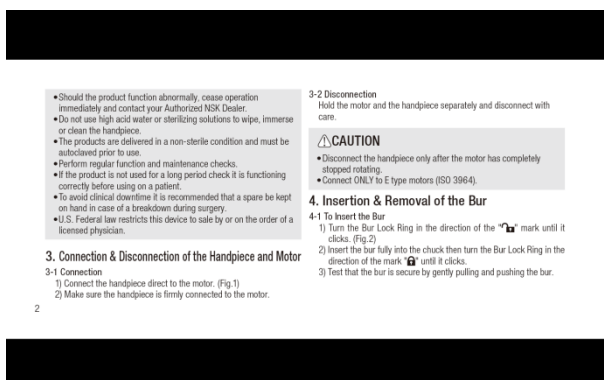 •Should the product function abnormally, cease operation
immediately and contact your Authorized NSK Dealer.
•Do not use high acid water or sterilizing solutions to wipe, immerse
or clean the handpiece.
•The products are delivered in a non-sterile condition and must be
autoclaved prior to use.
•Perform regular function and maintenance checks.
•If the product is not used for a long period check it is functioning
correctly before using on a patient.
•To avoid clinical downtime it is recommended that a spare be kept
on hand in case of a breakdown during surgery.
•U.S. Federal law restricts this device to sale by or on the order of a
licensed physician.
3. Connection & Disconnection of the Handpiece and Motor
3-1 Connection
1) Connect the handpiece direct to the motor. (Fig.1)
2) Make sure the handpiece is firmly connected to the motor.
2
3-2 Disconnection
Hold the motor and the handpiece separately and disconnect with
care.
CAUTION
•Disconnect the handpiece only after the motor has completely
stopped rotating.
•Connect ONLY to E type motors (ISO 3964).
4. Insertion & Removal of the Bur
4-1 To Insert the Bur
1) Turn the Bur Lock Ring in the direction of the "🔓" mark until it
clicks. (Fig.2)
2) Insert the bur fully into the chuck then turn the Bur Lock Ring in the
direction of the mark "🔒" until it clicks.
3) Test that the bur is secure by gently pulling and pushing the bur.